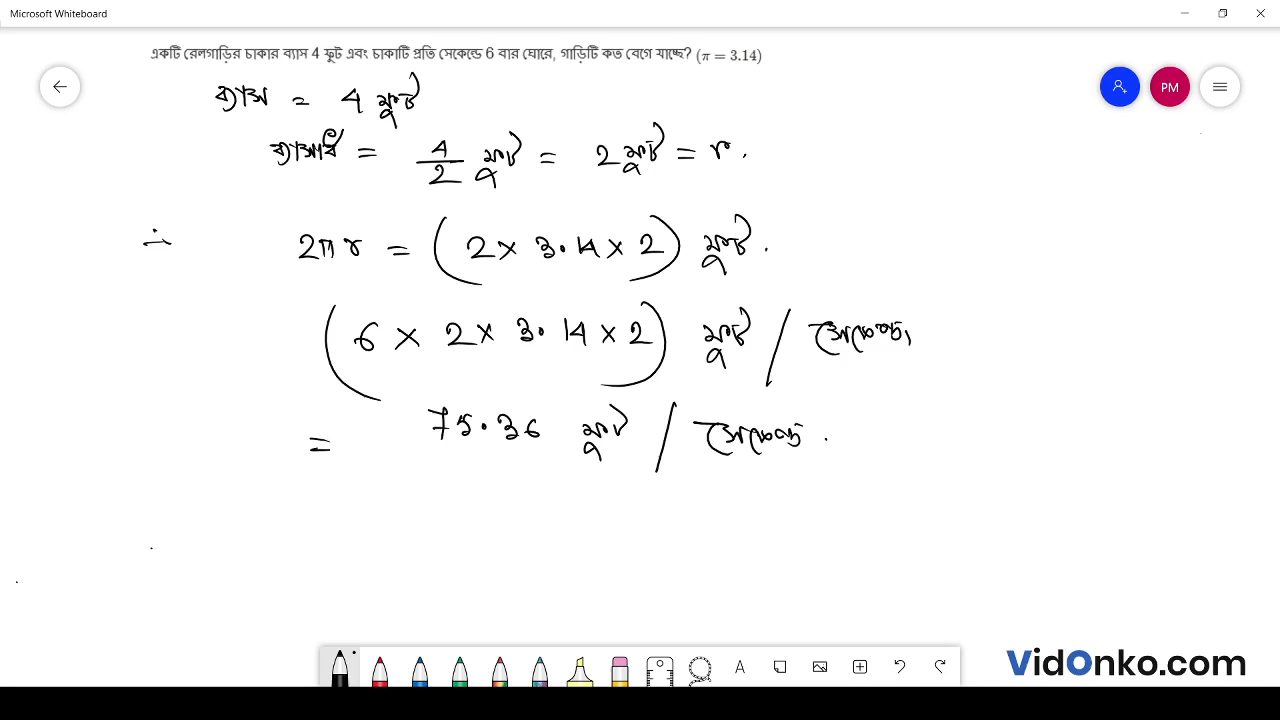 Microsoft Whiteboard
একটি রেলগাড়ির চাকার ব্যাস 4 ফুট এবং চাকাটি প্রতি সেকেন্ডে 6 বার ঘোরে, গাড়িটি কত বেগে যাচ্ছে? (π = 3.14)
PM
ব্যাস = 4 ফুট
ব্যাসার্ধ = 4/2 ফুট = 2 ফুট = r.
∴ 2πr = (2 × 3.14 × 2) ফুট.
(6 × 2 × 3.14 × 2) ফুট / সেকেন্ড,
= 75.36 ফুট / সেকেন্ড.
A
VidOnko.com